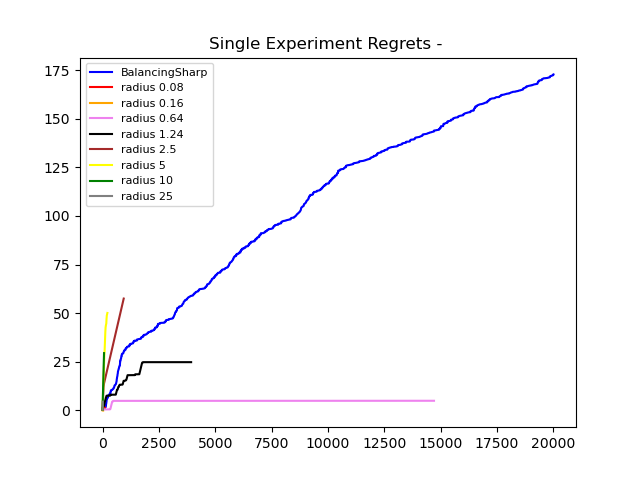 Single Experiment Regrets -
175
150
125
100
75
50
25
0
BalancingSharp
radius 0.08
radius 0.16
radius 0.64
radius 1.24
radius 2.5
radius 5
radius 10
radius 25
0 2500 5000 7500 10000 12500 15000 17500 20000